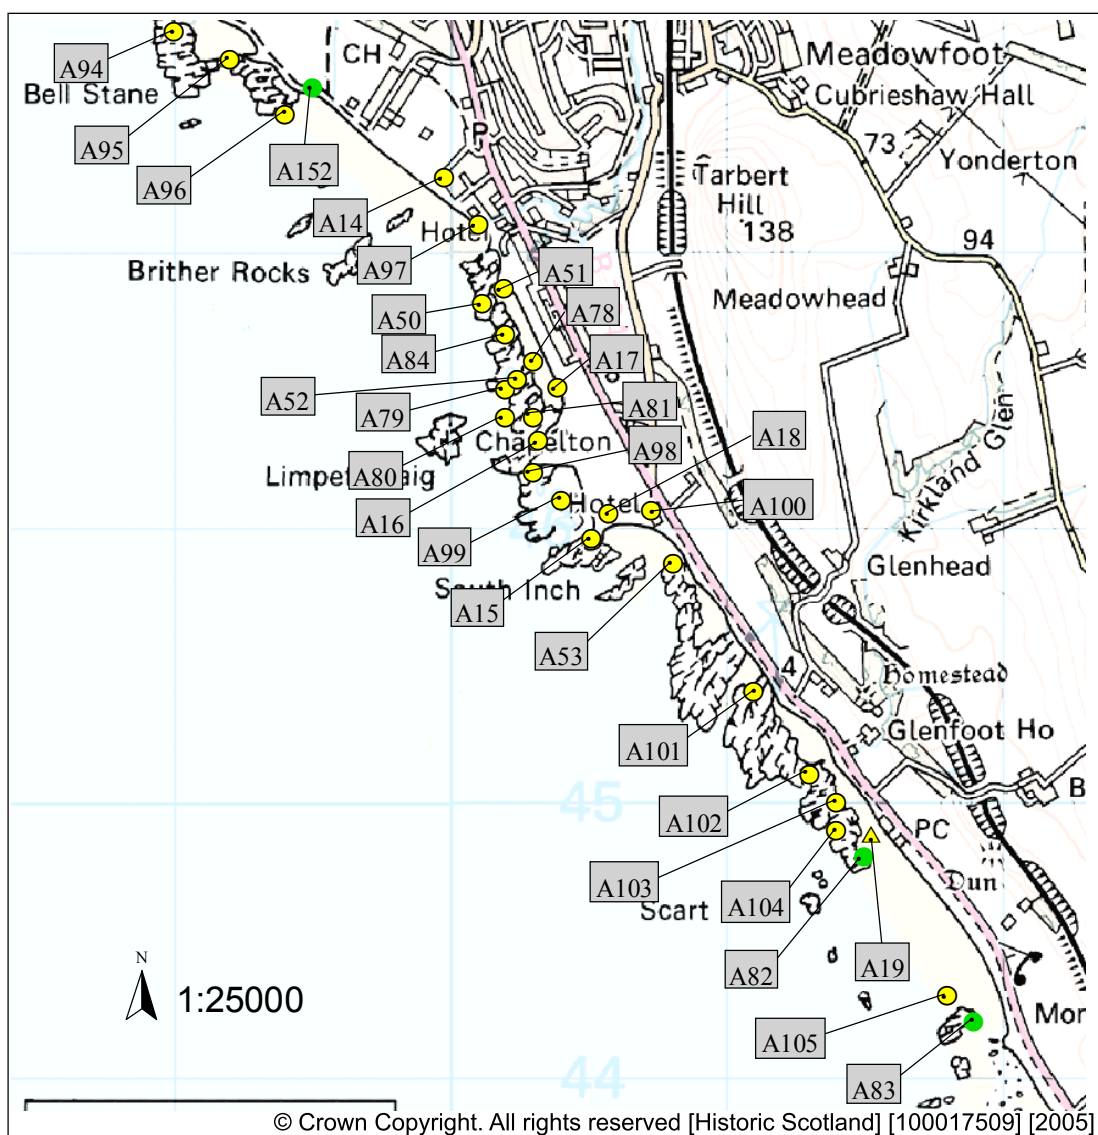 A94
CH
Meadowfoot
Bell Stane
Cubrieshaw Hall
A95
A152
P
73
Yonderton
A96
Tarbert
Hill
138
A14
Hotel
94
Brither Rocks
A97
A51
Meadowhead
A50
A78
A84
A17
A52
A79
A81
Chapelton
A18
A80
A98
Kirkland Glen
A16
Hotel
A100
A99
Glenhead
South Inch
A15
A53
4
Homestead
Glenfoot Ho
A101
45
B
A102
PC
A103
Dun
Scart
A104
A82
A19
N
1:25000
A105
Mor
44
A83
© Crown Copyright. All rights reserved [Historic Scotland] [100017509] [2005]